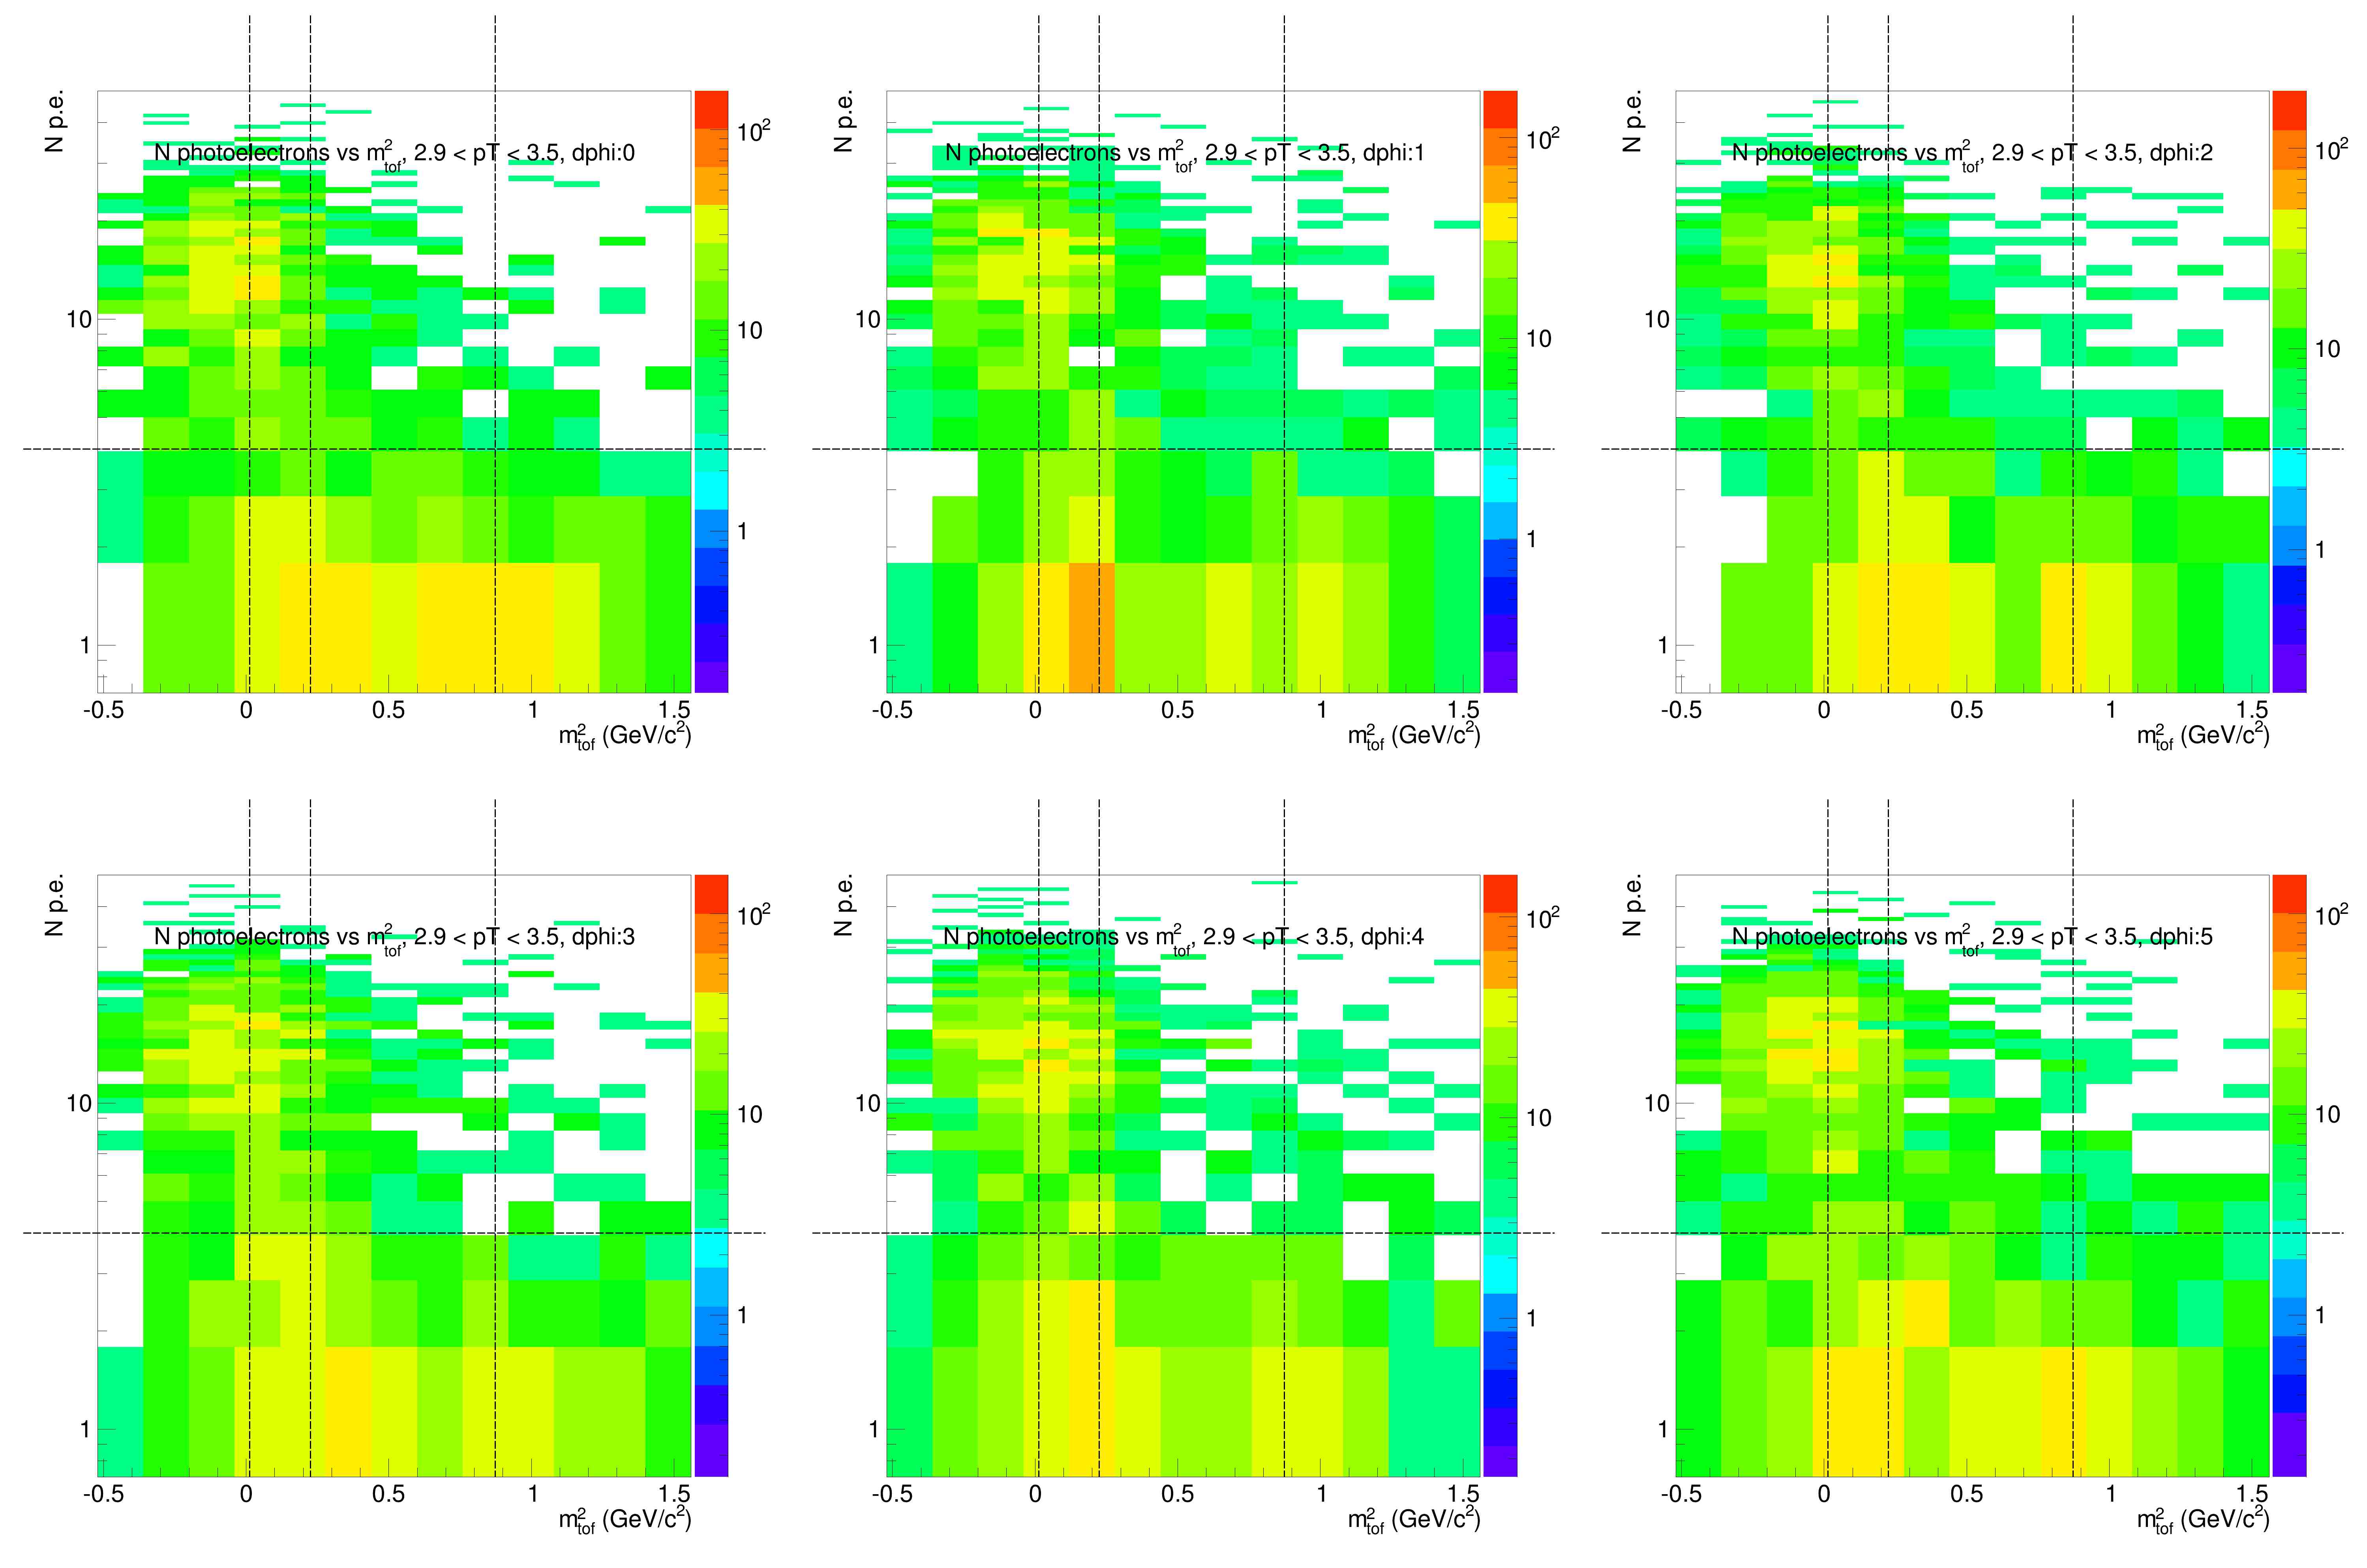 N p.e.
N photoelectrons vs m²tof, 2.9 < pT < 3.5, dphi:0
10
1
-0.5 0 0.5 1 1.5
m²tof (GeV/c²)
10²
10
1
N p.e.
N photoelectrons vs m²tof, 2.9 < pT < 3.5, dphi:1
10
1
-0.5 0 0.5 1 1.5
m²tof (GeV/c²)
10²
10
1
N p.e.
N photoelectrons vs m²tof, 2.9 < pT < 3.5, dphi:2
10
1
-0.5 0 0.5 1 1.5
m²tof (GeV/c²)
10²
10
1
N p.e.
N photoelectrons vs m²tof, 2.9 < pT < 3.5, dphi:3
10
1
-0.5 0 0.5 1 1.5
m²tof (GeV/c²)
10²
10
1
N p.e.
N photoelectrons vs m²tof, 2.9 < pT < 3.5, dphi:4
10
1
-0.5 0 0.5 1 1.5
m²tof (GeV/c²)
10²
10
1
N p.e.
N photoelectrons vs m²tof, 2.9 < pT < 3.5, dphi:5
10
1
-0.5 0 0.5 1 1.5
m²tof (GeV/c²)
10²
10
1